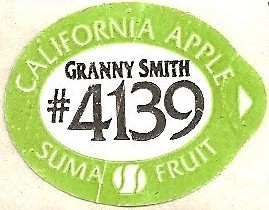 CALIFORNIA APPLE
GRANNY SMITH
#4139
SUMA FRUIT